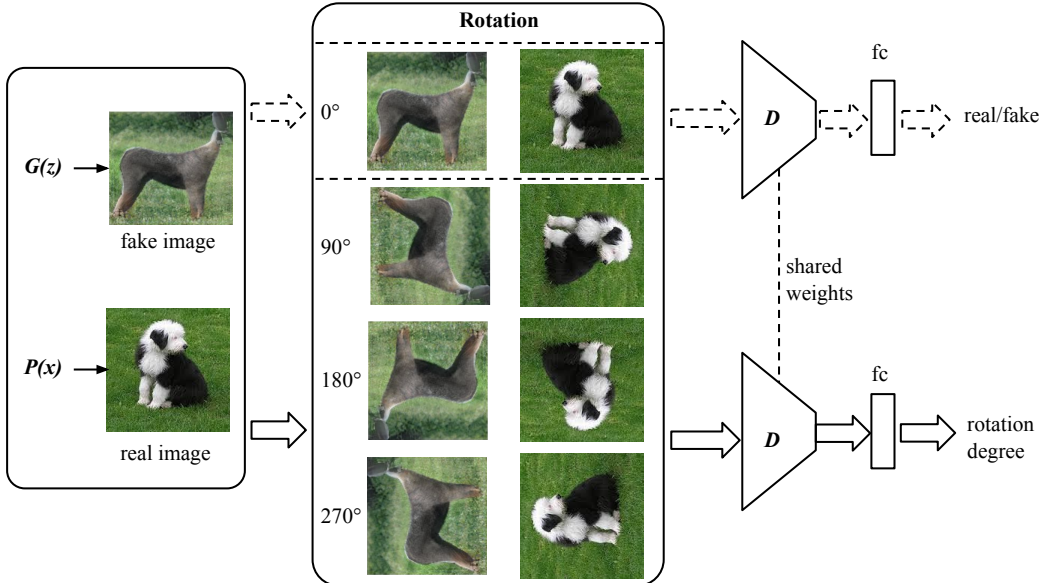 Rotation
G(z)
fake image
P(x)
real image
0°
90°
180°
270°
D
fc
real/fake
shared
weights
D
fc
rotation
degree